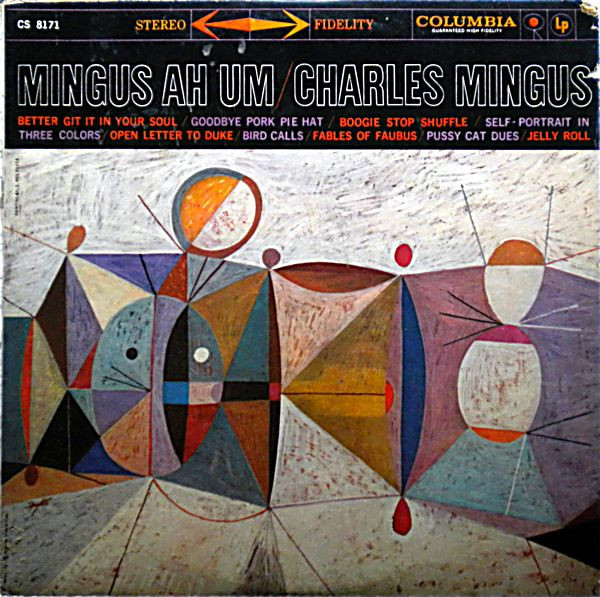 CS 8171
STEREO FIDELITY
COLUMBIA
GUARANTEED HIGH FIDELITY
Lp
MINGUS AH UM / CHARLES MINGUS
BETTER GIT IT IN YOUR SOUL / GOODBYE PORK PIE HAT / BOOGIE STOP SHUFFLE / SELF-PORTRAIT IN
THREE COLORS / OPEN LETTER TO DUKE / BIRD CALLS / FABLES OF FAUBUS / PUSSY CAT DUES / JELLY ROLL